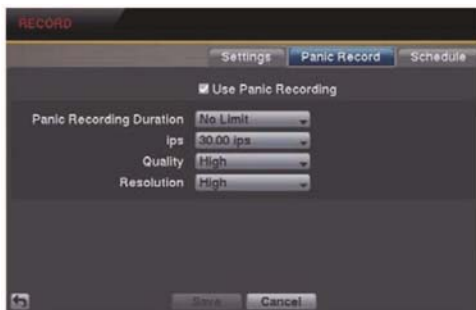 RECORD
Settings Panic Record Schedule
Use Panic Recording
Panic Recording Duration No Limit
ips 30.00 ips
Quality High
Resolution High
Save Cancel